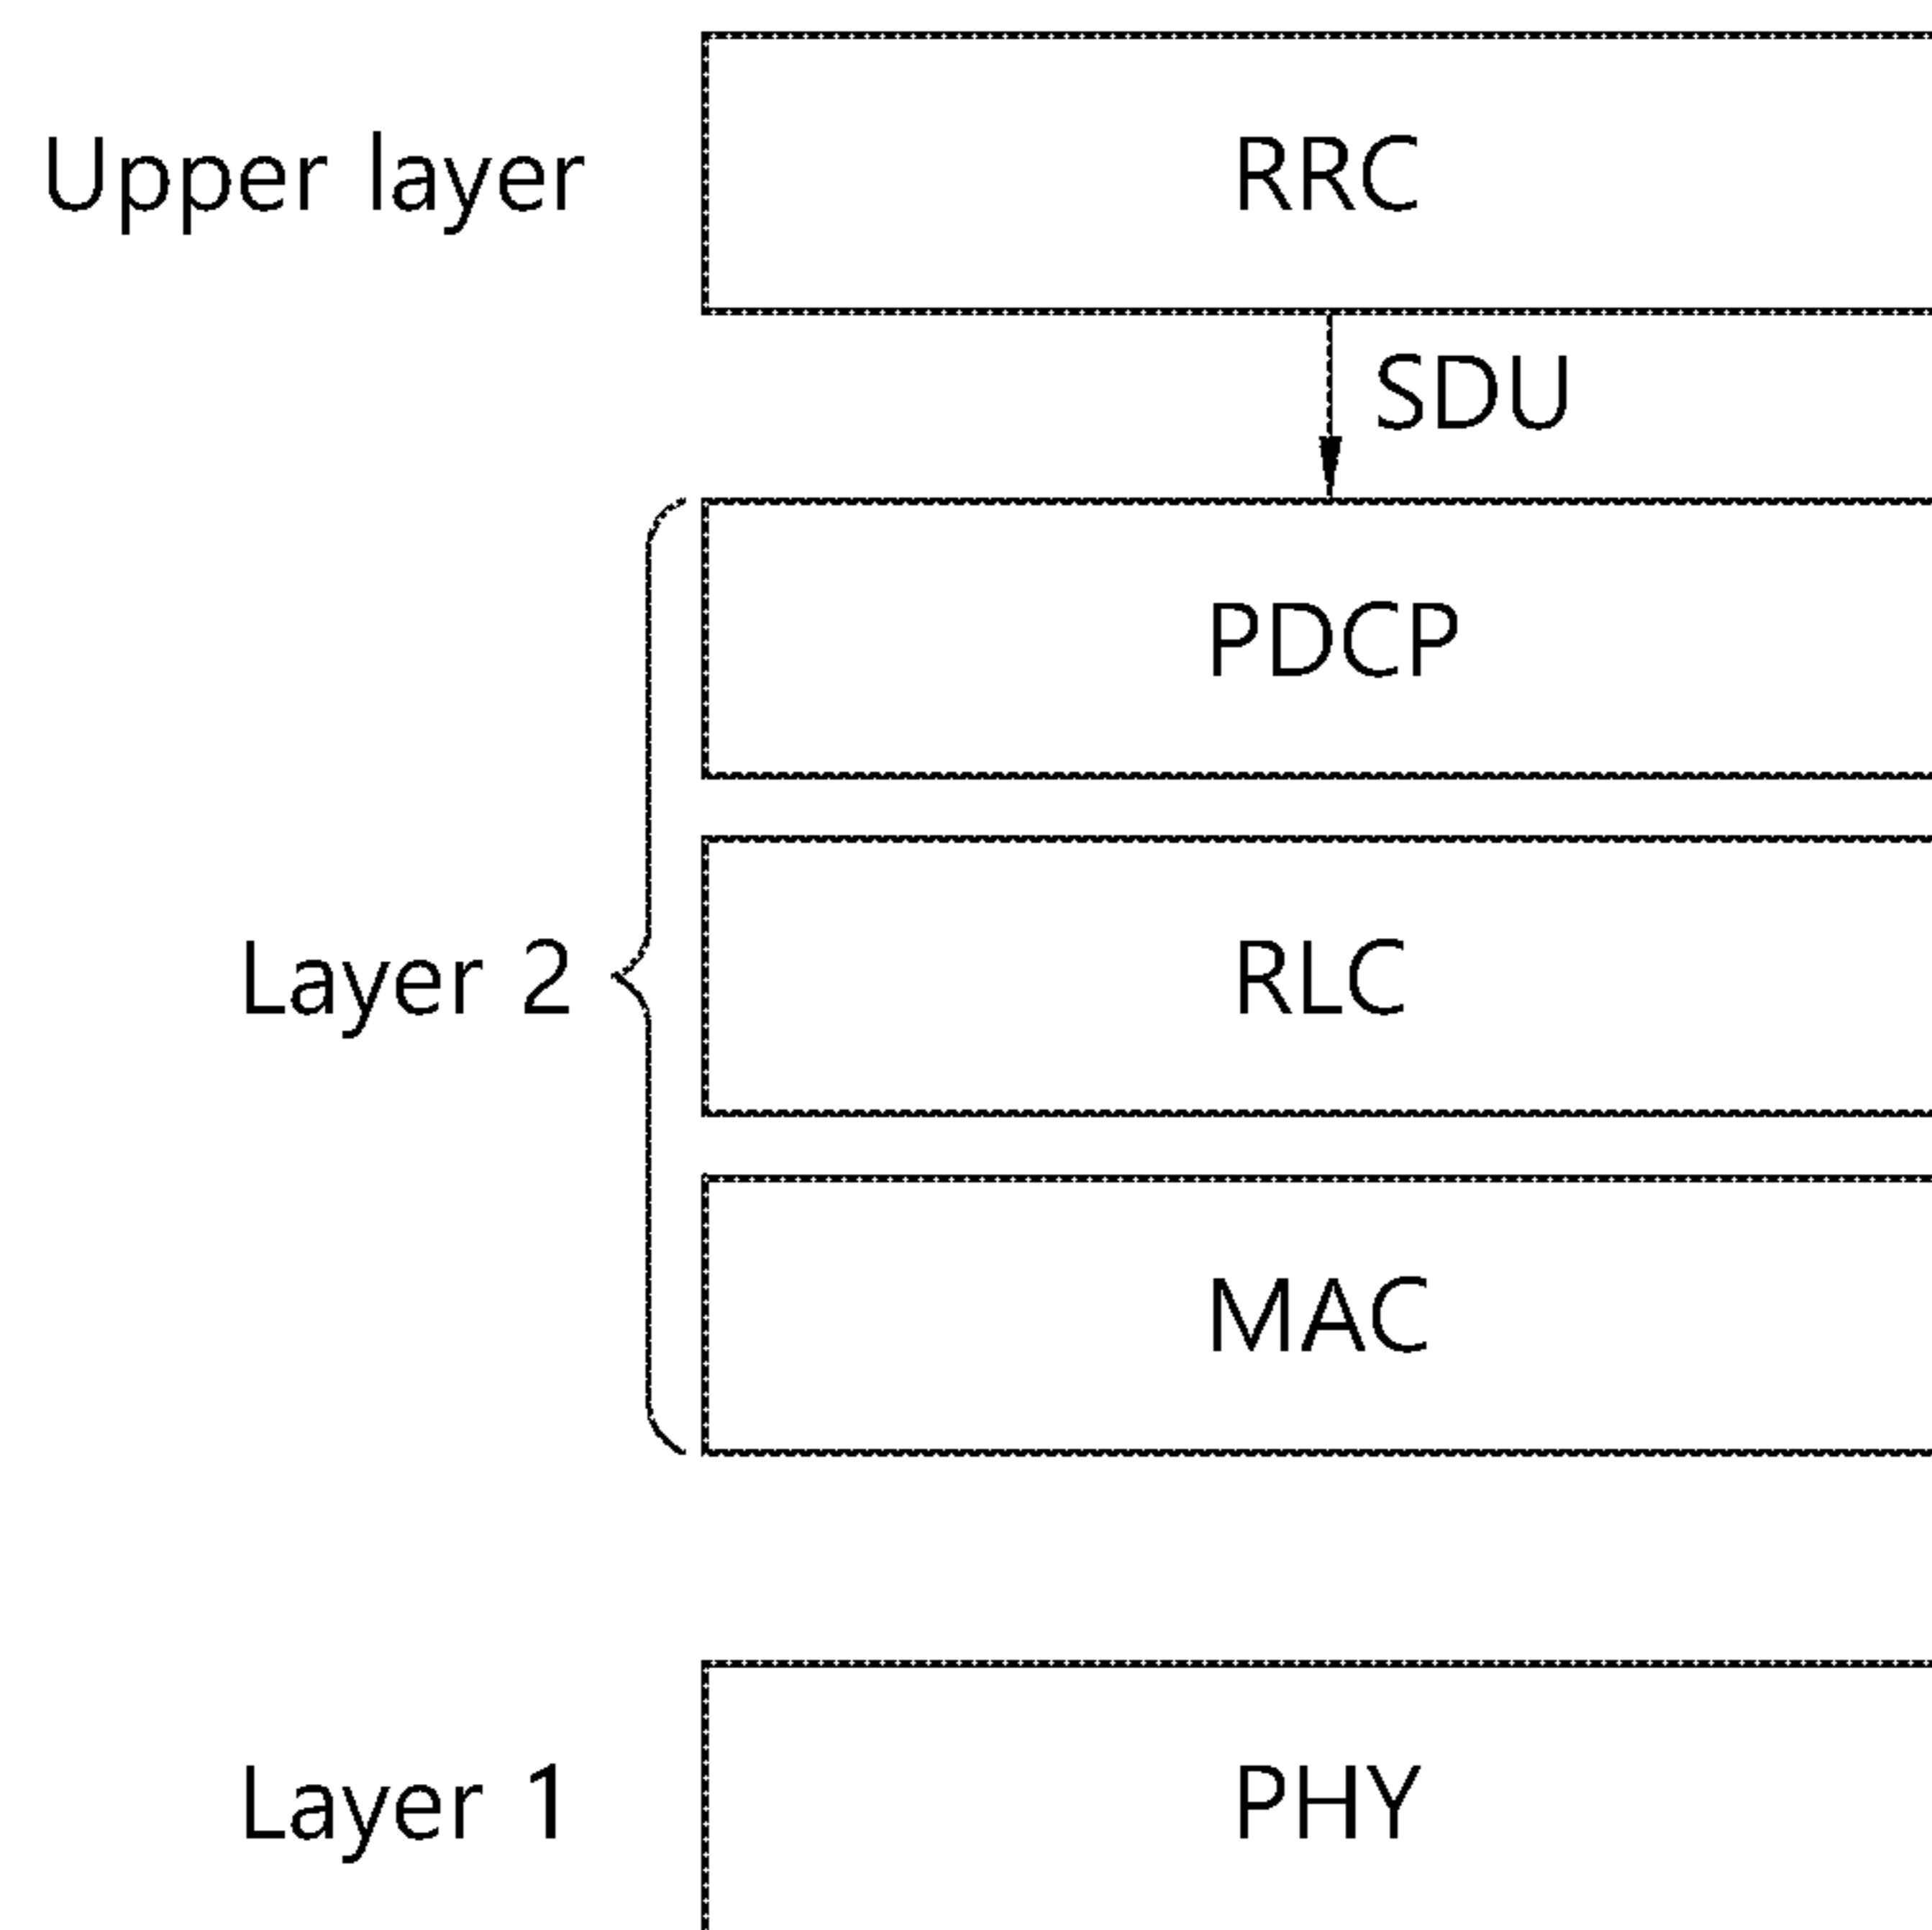 Upper layer
RRC
SDU
PDCP
Layer 2
RLC
MAC
Layer 1
PHY